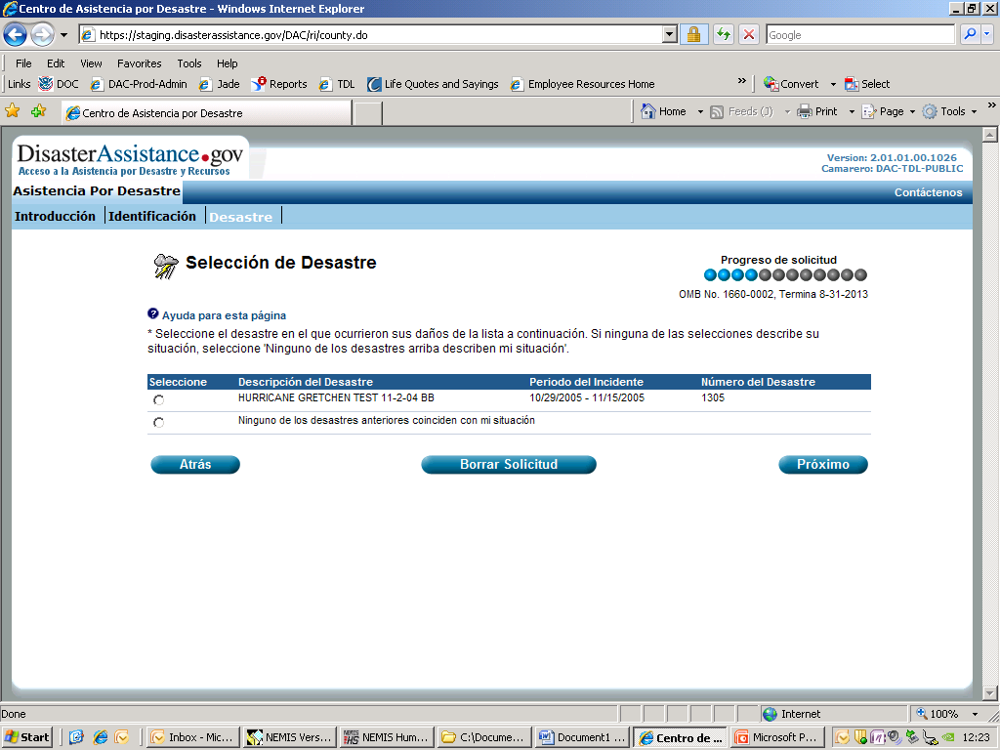 Centro de Asistencia por Desastre - Windows Internet Explorer
https://staging.disasterassistance.gov/DAC/ri/county.do
Google
File Edit View Favorites Tools Help
Links DOC DAC-Prod-Admin Jade Reports TDL Life Quotes and Sayings Employee Resources Home » Convert Select
Centro de Asistencia por Desastre Home Feeds (J) Print Page Tools »
DisasterAssistance.gov
Acceso a la Asistencia por Desastre y Recursos
Version: 2.01.01.00.1026
Camarero: DAC-TDL-PUBLIC
Asistencia Por Desastre Contáctenos
Introducción Identificación Desastre
Selección de Desastre
Progreso de solicitud
OMB No. 1660-0002, Termina 8-31-2013
? Ayuda para esta página
* Seleccione el desastre en el que ocurrieron sus daños de la lista a continuación. Si ninguna de las selecciones describe su
situación, seleccione 'Ninguno de los desastres arriba describen mi situación'.
Seleccione Descripción del Desastre Periodo del Incidente Número del Desastre
HURRICANE GRETCHEN TEST 11-2-04 BB 10/29/2005 - 11/15/2005 1305
Ninguno de los desastres anteriores coinciden con mi situación
Atrás Borrar Solicitud Próximo
Done Internet 100%
Start Inbox - Mic... NEMIS Vers... NEMIS Hum... C:\Docume... Document1 ... Centro de ... Microsoft P... 12:23